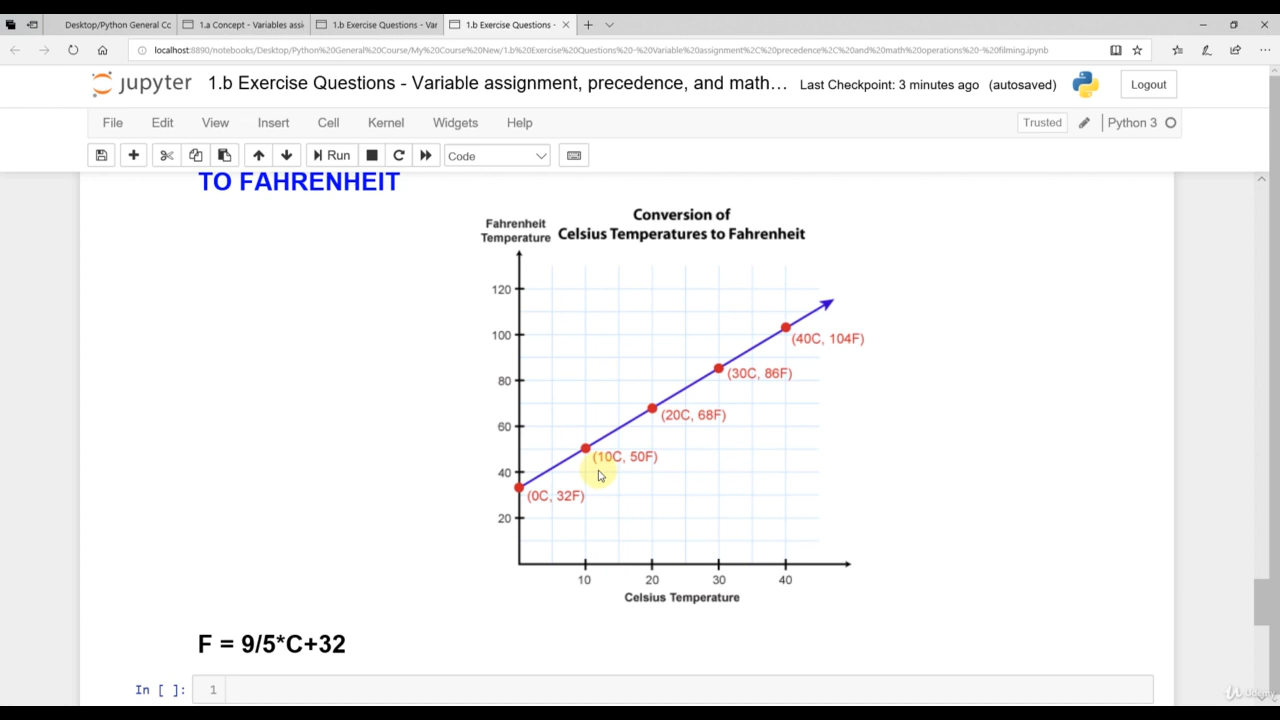 Desktop/Python General Cc
1.a Concept - Variables assi
1.b Exercise Questions - Var
1.b Exercise Questions -
localhost:8890/notebooks/Desktop/Python%20General%20Course/My%20Course%20New/1.b%20Exercise%20Questions%20-%20Variable%20assignment%2C%20precedence%2C%20and%20math%20operations%20-%20filming.ipynb
jupyter 1.b Exercise Questions - Variable assignment, precedence, and math... Last Checkpoint: 3 minutes ago (autosaved) Logout
File Edit View Insert Cell Kernel Widgets Help Trusted Python 3
Run Code
TO FAHRENHEIT
Conversion of
Celsius Temperatures to Fahrenheit
Fahrenheit
Temperature
120
100
(40C, 104F)
80
(30C, 86F)
(20C, 68F)
60
(10C, 50F)
40
(0C, 32F)
20
10 20 30 40
Celsius Temperature
F = 9/5*C+32
In [ ]: 1
Udemy